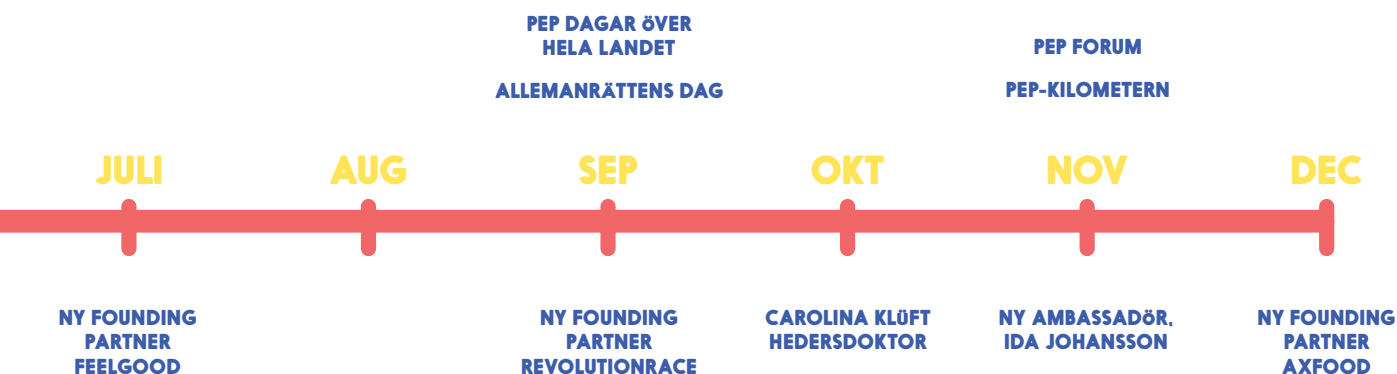 PEP DAGAR ÖVER
HELA LANDET
ALLEMANRÄTTENS DAG
PEP FORUM
PEP-KILOMETERN
JULI
AUG
SEP
OKT
NOV
DEC
NY FOUNDING
PARTNER
FEELGOOD
NY FOUNDING
PARTNER
REVOLUTIONRACE
CAROLINA KLÜFT
HEDERSDOKTOR
NY AMBASSADÖR,
IDA JOHANSSON
NY FOUNDING
PARTNER
AXFOOD